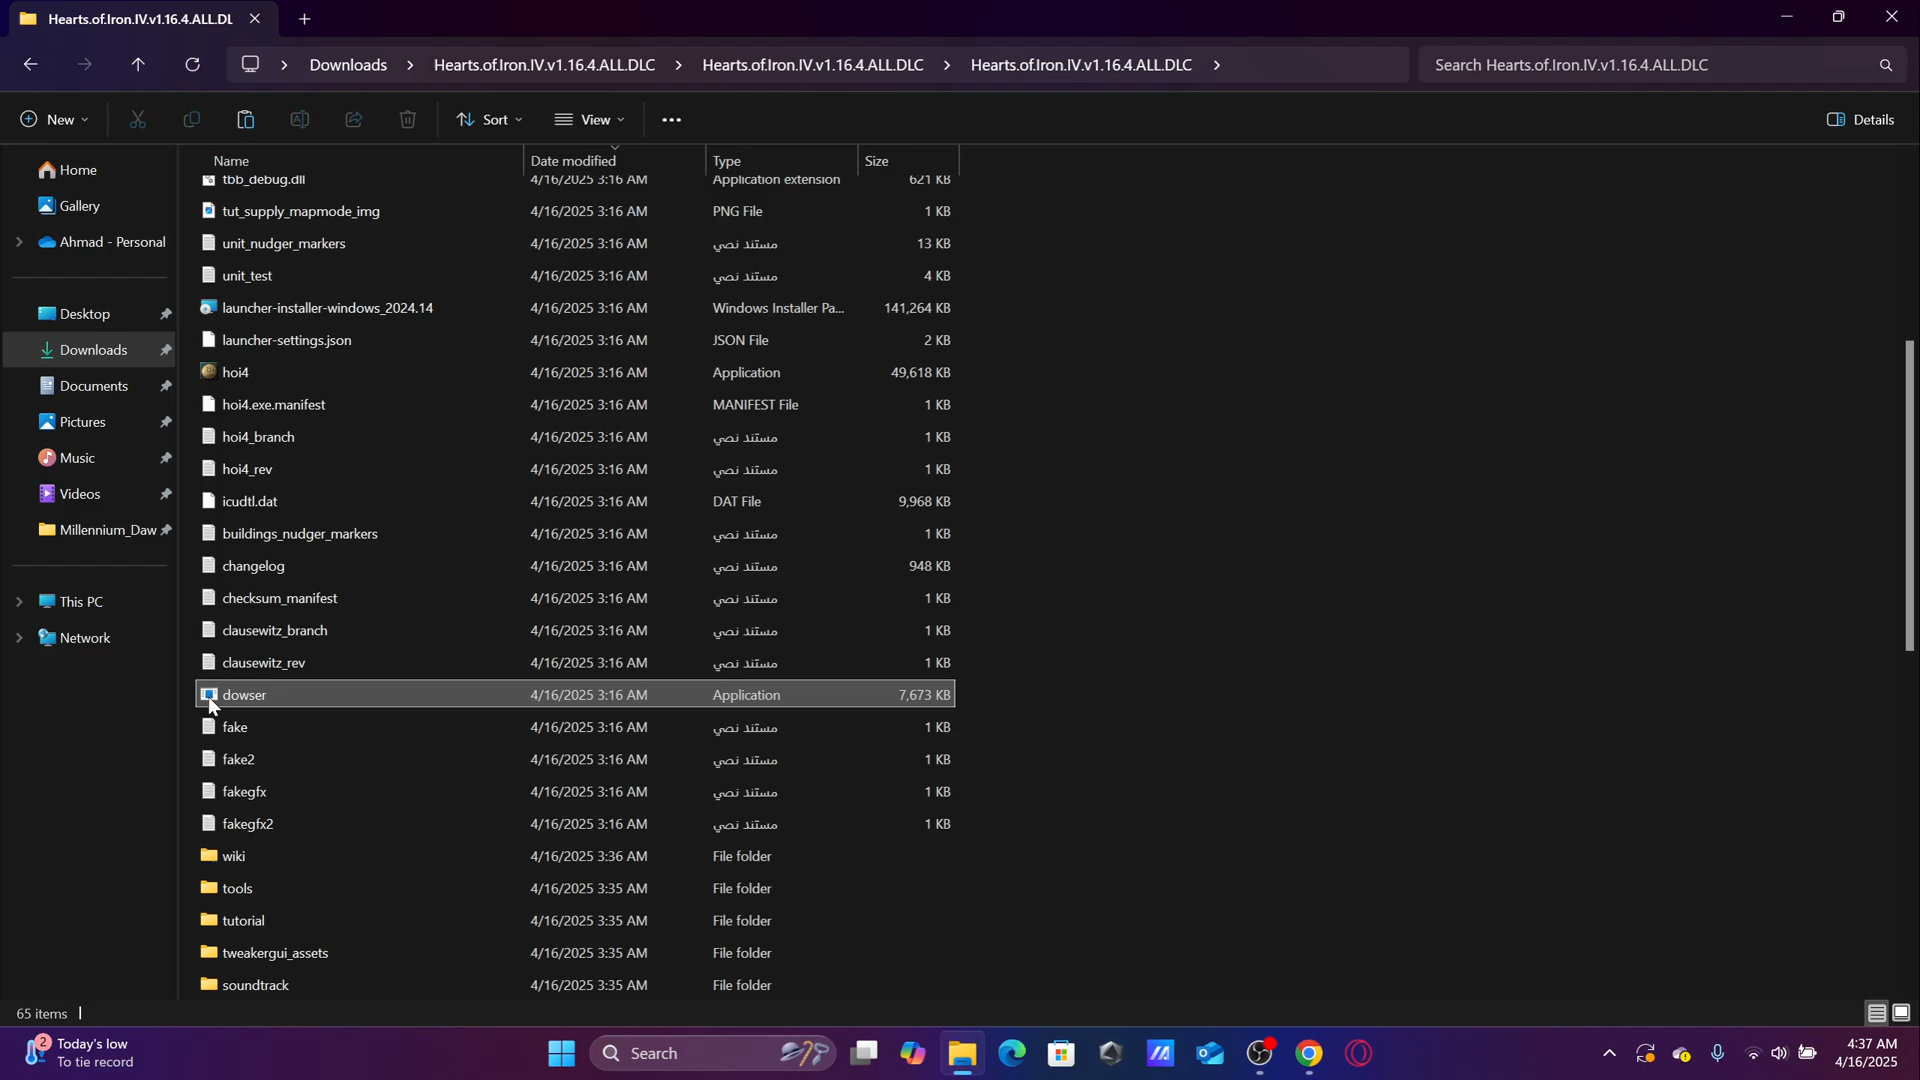 Hearts.of.Iron.IV.v1.16.4.ALL.DL
Downloads > Hearts.of.Iron.IV.v1.16.4.ALL.DLC > Hearts.of.Iron.IV.v1.16.4.ALL.DLC > Hearts.of.Iron.IV.v1.16.4.ALL.DLC >
Search Hearts.of.Iron.IV.v1.16.4.ALL.DLC
New Sort View Details
Name Date modified Type Size
Home
Gallery
Ahmad - Personal
Desktop
Downloads
Documents
Pictures
Music
Videos
Millennium_Daw
This PC
Network
tbb_debug.dll 4/16/2025 3:16 AM Application extension 621 KB
tut_supply_mapmode_img 4/16/2025 3:16 AM PNG File 1 KB
unit_nudger_markers 4/16/2025 3:16 AM مستند نصي 13 KB
unit_test 4/16/2025 3:16 AM مستند نصي 4 KB
launcher-installer-windows_2024.14 4/16/2025 3:16 AM Windows Installer Pa... 141,264 KB
launcher-settings.json 4/16/2025 3:16 AM JSON File 2 KB
hoi4 4/16/2025 3:16 AM Application 49,618 KB
hoi4.exe.manifest 4/16/2025 3:16 AM MANIFEST File 1 KB
hoi4_branch 4/16/2025 3:16 AM مستند نصي 1 KB
hoi4_rev 4/16/2025 3:16 AM مستند نصي 1 KB
icudtl.dat 4/16/2025 3:16 AM DAT File 9,968 KB
buildings_nudger_markers 4/16/2025 3:16 AM مستند نصي 1 KB
changelog 4/16/2025 3:16 AM مستند نصي 948 KB
checksum_manifest 4/16/2025 3:16 AM مستند نصي 1 KB
clausewitz_branch 4/16/2025 3:16 AM مستند نصي 1 KB
clausewitz_rev 4/16/2025 3:16 AM مستند نصي 1 KB
dowser 4/16/2025 3:16 AM Application 7,673 KB
fake 4/16/2025 3:16 AM مستند نصي 1 KB
fake2 4/16/2025 3:16 AM مستند نصي 1 KB
fakegfx 4/16/2025 3:16 AM مستند نصي 1 KB
fakegfx2 4/16/2025 3:16 AM مستند نصي 1 KB
wiki 4/16/2025 3:36 AM File folder
tools 4/16/2025 3:35 AM File folder
tutorial 4/16/2025 3:35 AM File folder
tweakergui_assets 4/16/2025 3:35 AM File folder
soundtrack 4/16/2025 3:35 AM File folder
65 items
2 Today's low
To tie record
Search
4:37 AM
4/16/2025